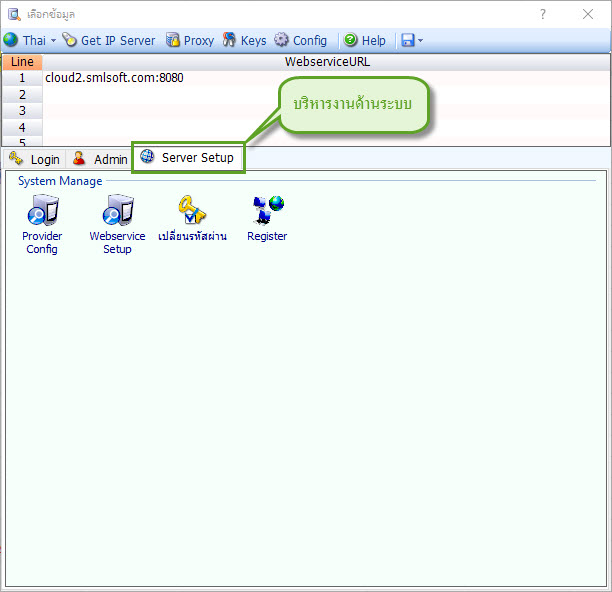 เลือกข้อมูล ?
Thai Get IP Server Proxy Keys Config Help
Line WebserviceURL
1 cloud2.smlsoft.com:8080
2
3
4
5
บริหารงานด้านระบบ
Login Admin Server Setup
System Manage
Provider Config
Webservice Setup
เปลี่ยนรหัสผ่าน
Register